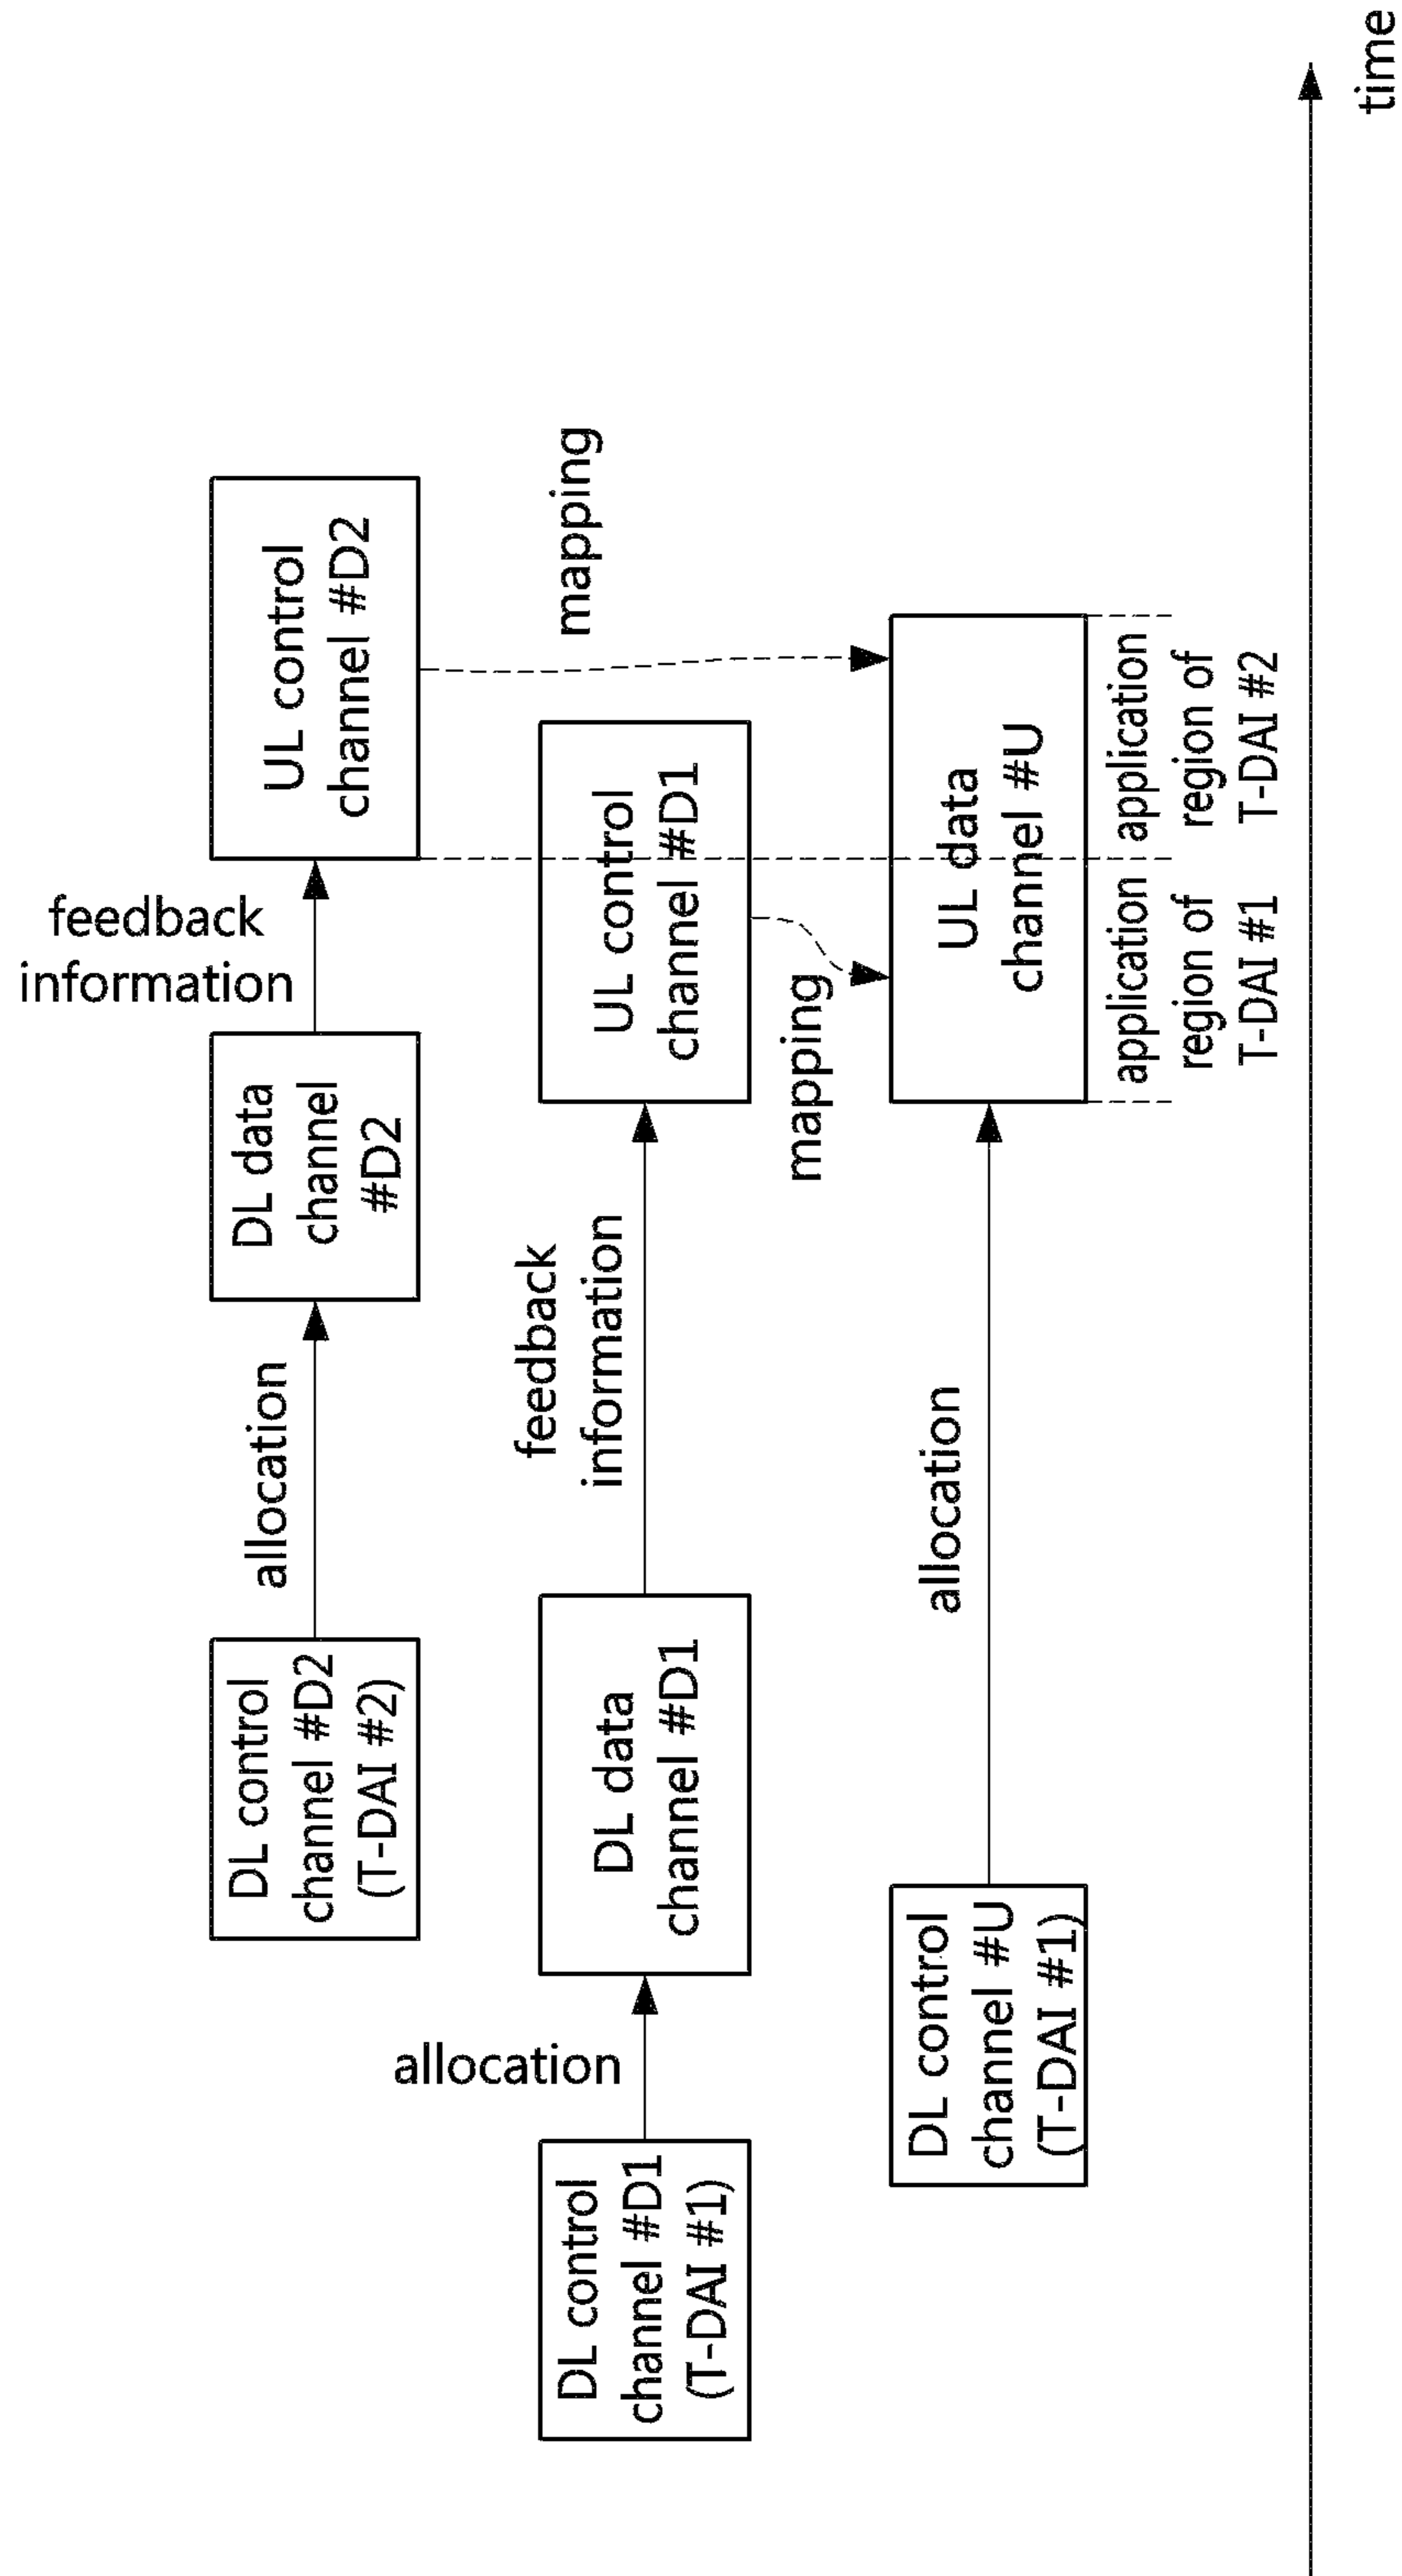 DL control
channel #D2
(T-DAI #2)
allocation
DL data
channel
#D2
feedback
information
UL control
channel #D2
DL control
channel #D1
(T-DAI #1)
allocation
DL data
channel #D1
feedback
information
UL control
channel #D1
mapping
mapping
DL control
channel #U
(T-DAI #1)
allocation
UL data
channel #U
application
region of
T-DAI #1
application
region of
T-DAI #2
time